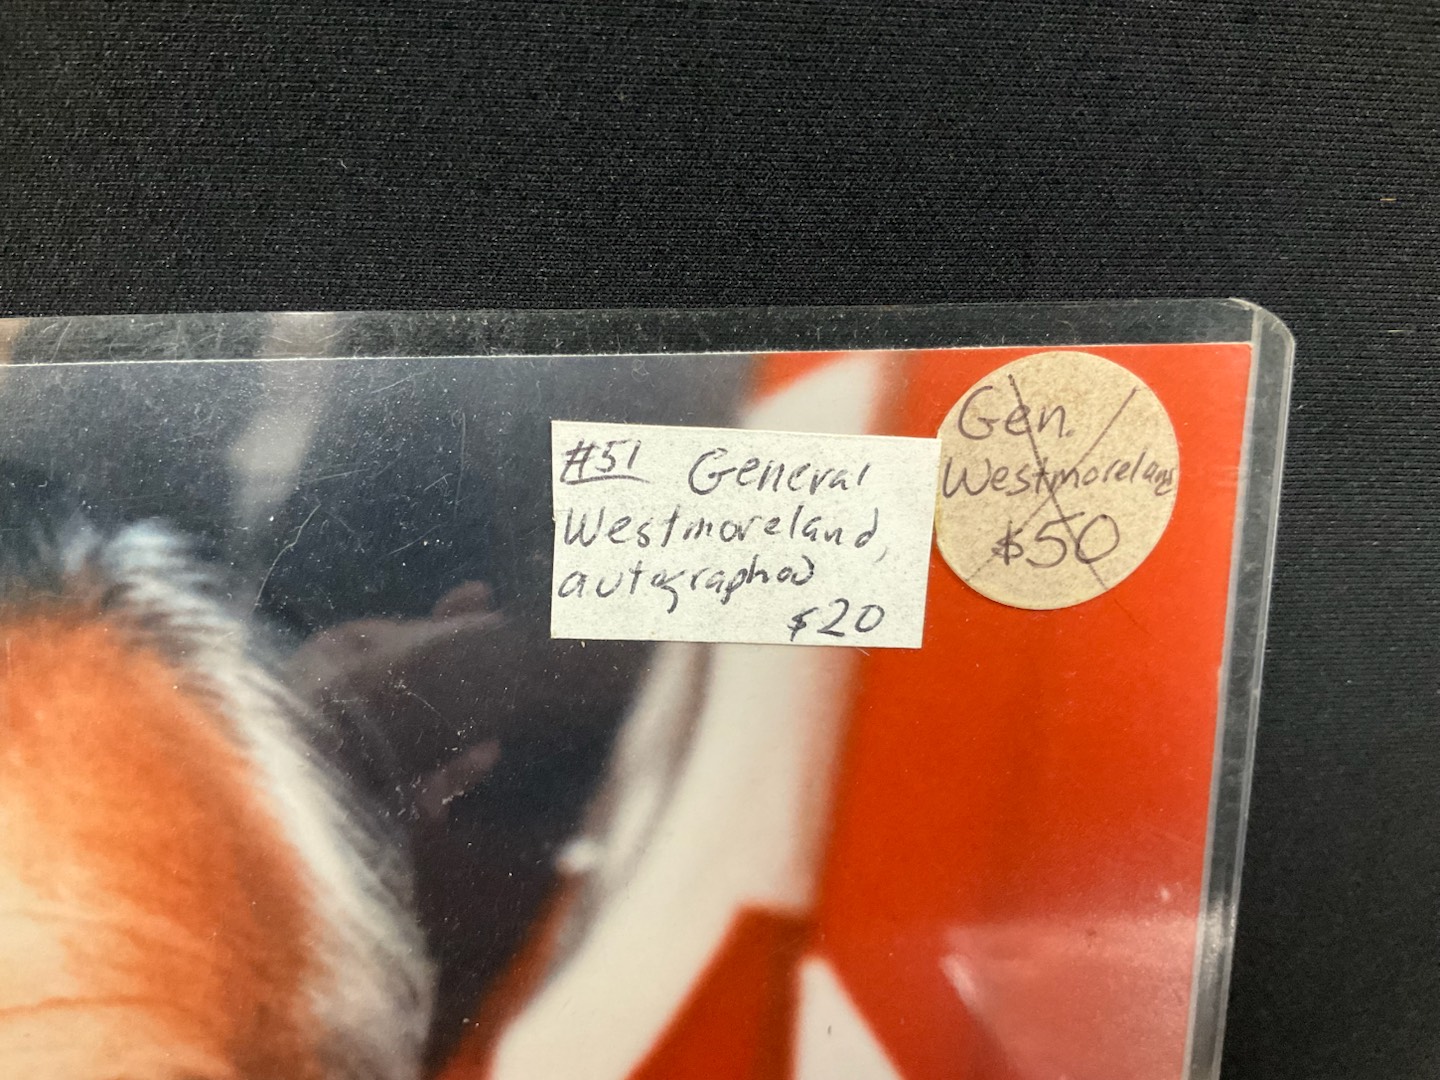 #51 General
Westmoreland,
autographed
$20
Gen.
Westmoreland
$50